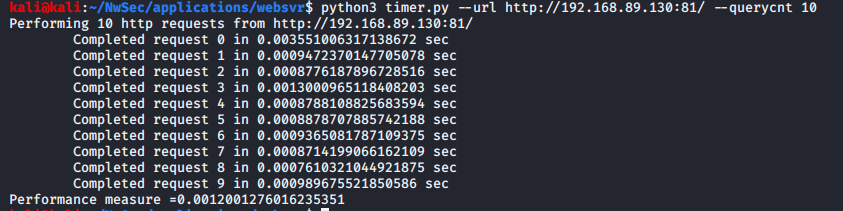 kali@kali:~/NwSec/applications/websvr$ python3 timer.py --url http://192.168.89.130:81/ --querycnt 10
Performing 10 http requests from http://192.168.89.130:81/
Completed request 0 in 0.003551006317138672 sec
Completed request 1 in 0.0009472370147705078 sec
Completed request 2 in 0.0008776187896728516 sec
Completed request 3 in 0.0013000965118408203 sec
Completed request 4 in 0.0008788108825683594 sec
Completed request 5 in 0.0008878707885742188 sec
Completed request 6 in 0.0009365081787109375 sec
Completed request 7 in 0.0008714199066162109 sec
Completed request 8 in 0.0007610321044921875 sec
Completed request 9 in 0.000989675521850586 sec
Performance measure =0.0012001276016235351